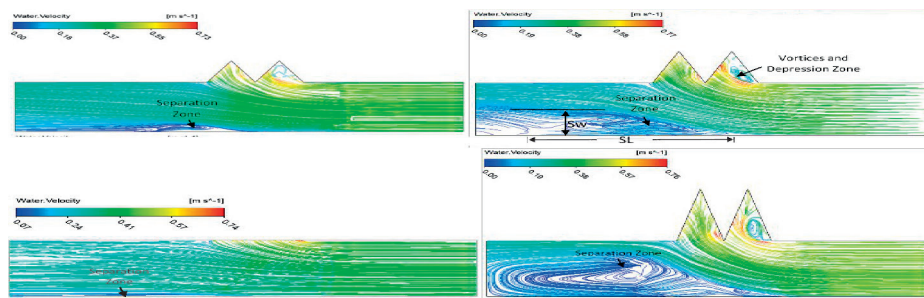 Water.Velocity [m s^-1]
0.00 0.18 0.37 0.55 0.73
Separation
Zone
Water.Velocity [m s^-1]
0.00 0.19 0.38 0.58 0.77
Vortices and
Depression Zone
Separation
Zone
SW
SL
Water.Velocity [m s^-1]
0.07 0.24 0.41 0.57 0.74
Separation
Zone
Water.Velocity [m s^-1]
0.00 0.19 0.38 0.57 0.76
Separation Zone